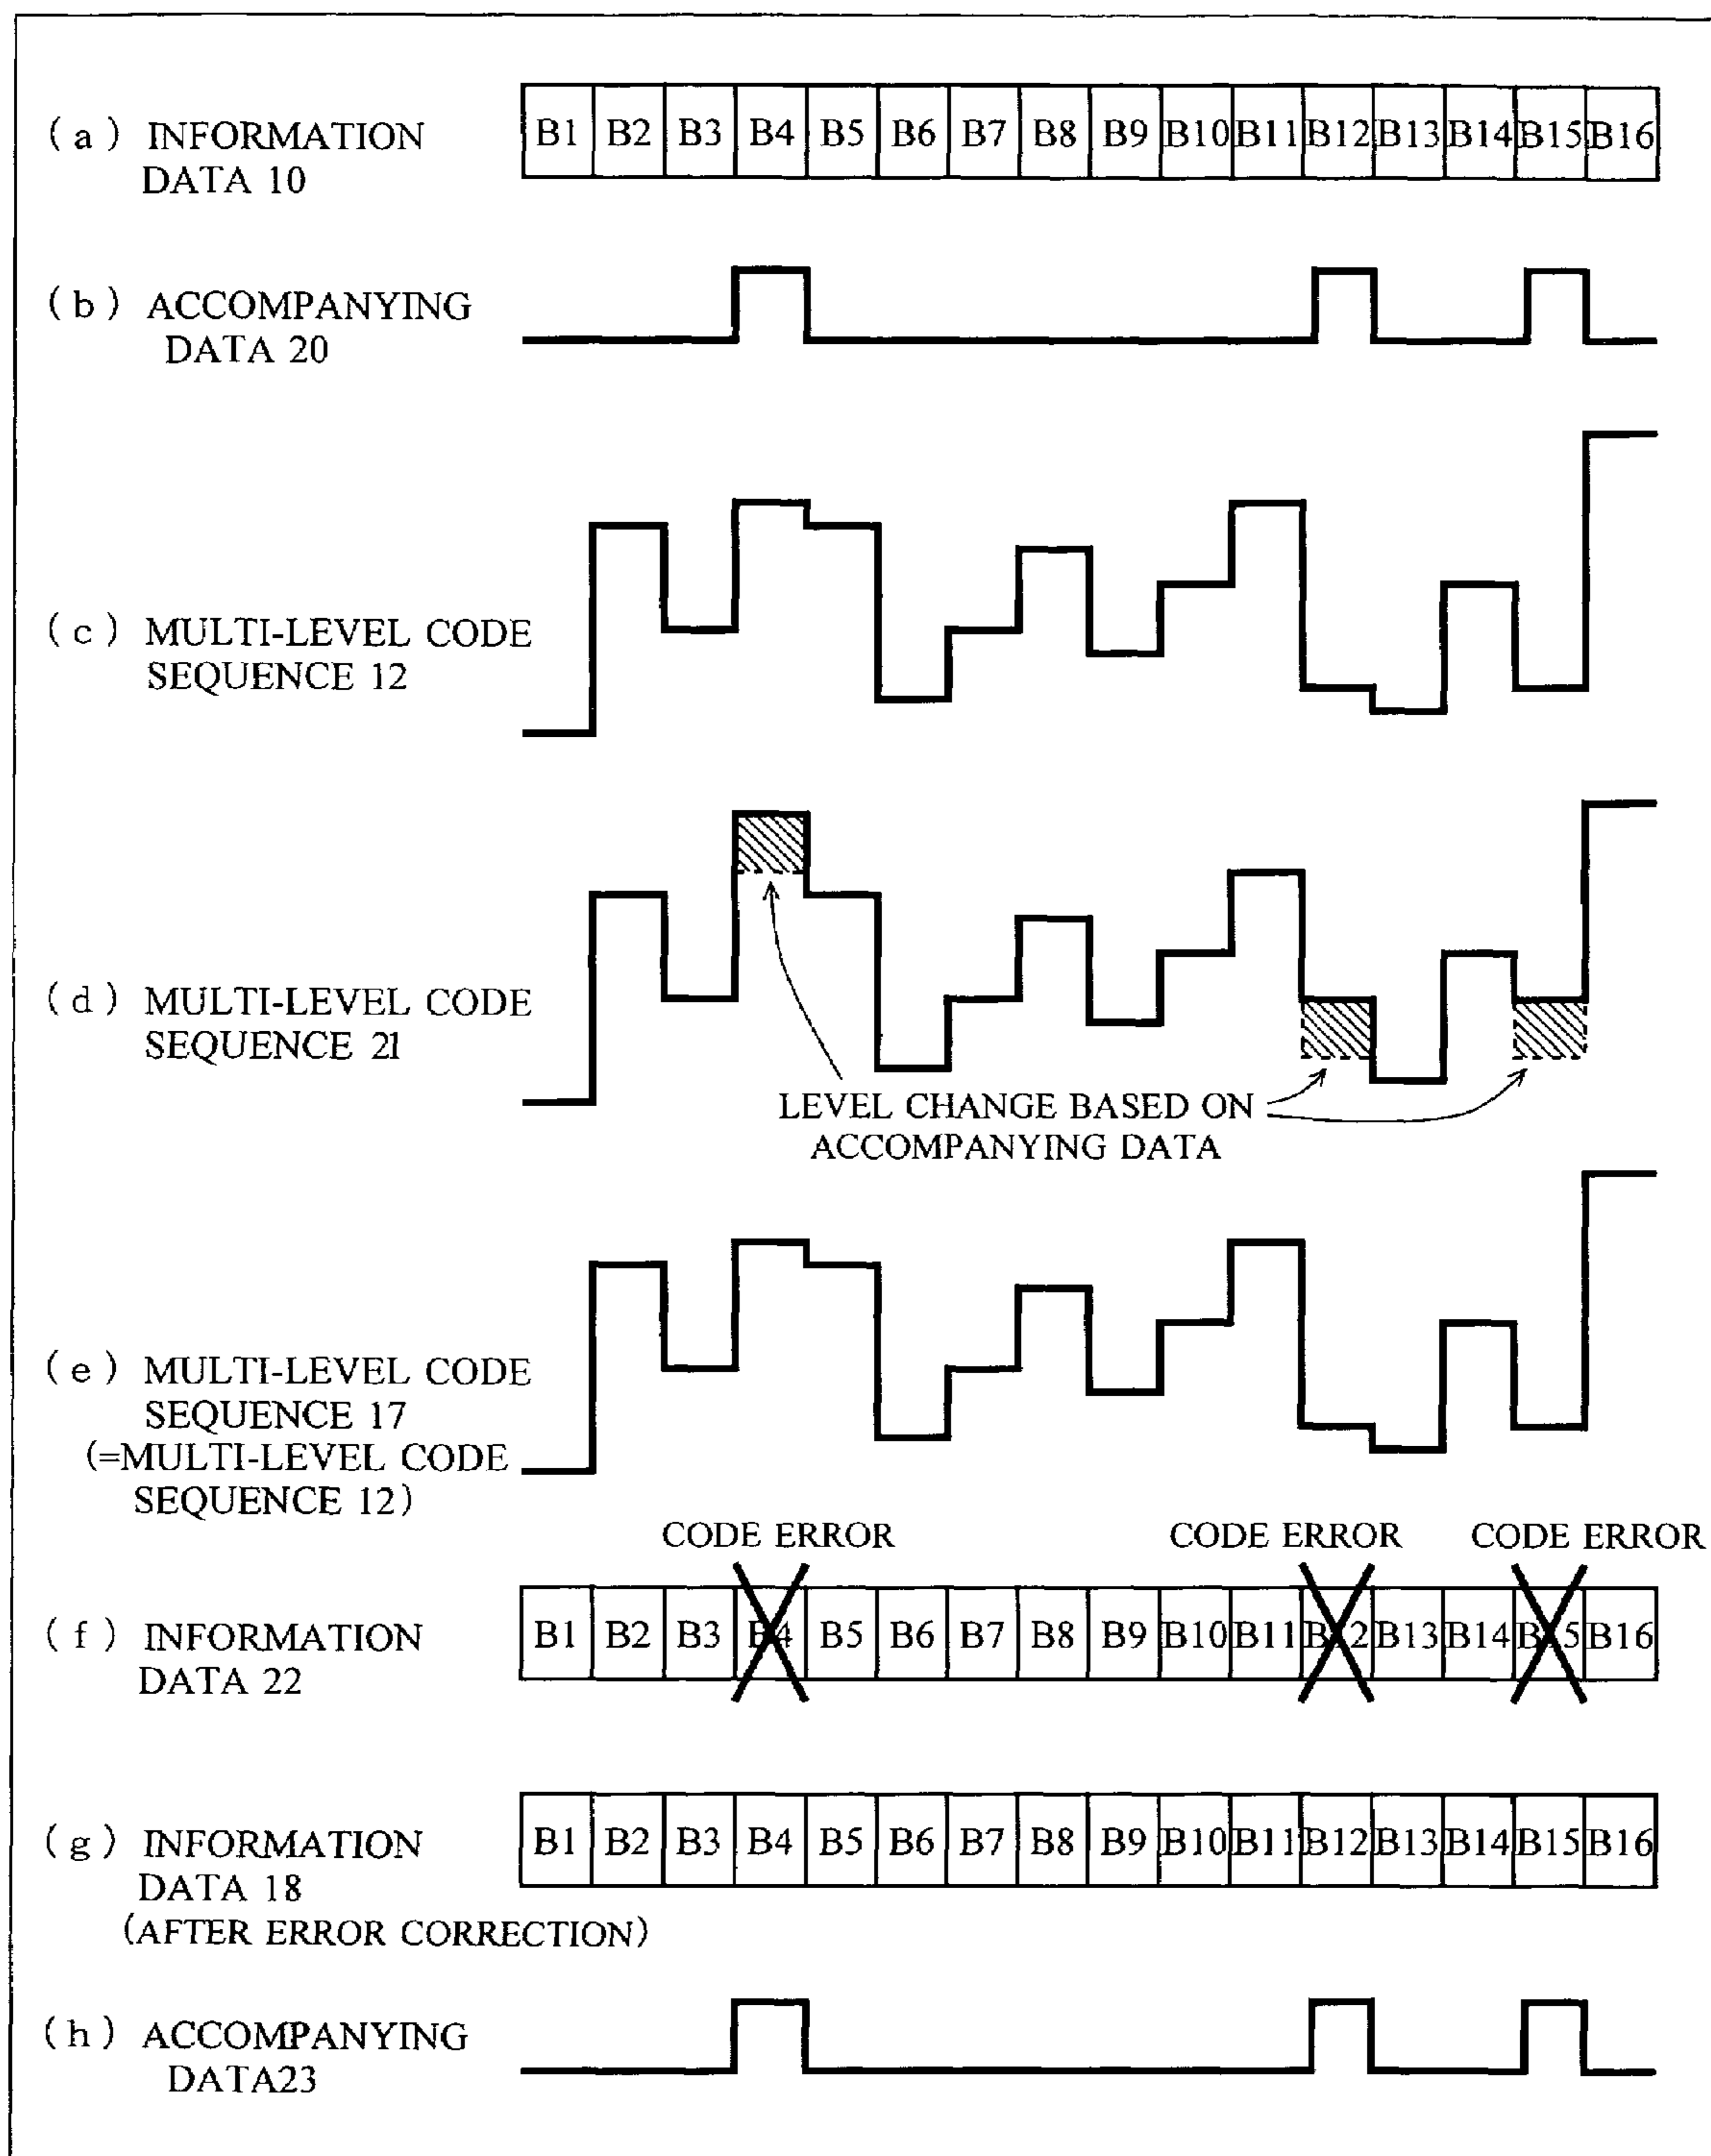 (a) INFORMATION
DATA 10
B1 B2 B3 B4 B5 B6 B7 B8 B9 B10 B11 B12 B13 B14 B15 B16
(b) ACCOMPANYING
DATA 20
(c) MULTI-LEVEL CODE
SEQUENCE 12
(d) MULTI-LEVEL CODE
SEQUENCE 21
LEVEL CHANGE BASED ON
ACCOMPANYING DATA
(e) MULTI-LEVEL CODE
SEQUENCE 17
(=MULTI-LEVEL CODE
SEQUENCE 12)
CODE ERROR CODE ERROR CODE ERROR
(f) INFORMATION
DATA 22
B1 B2 B3 B4 B5 B6 B7 B8 B9 B10 B11 B12 B13 B14 B15 B16
(g) INFORMATION
DATA 18
(AFTER ERROR CORRECTION)
B1 B2 B3 B4 B5 B6 B7 B8 B9 B10 B11 B12 B13 B14 B15 B16
(h) ACCOMPANYING
DATA23